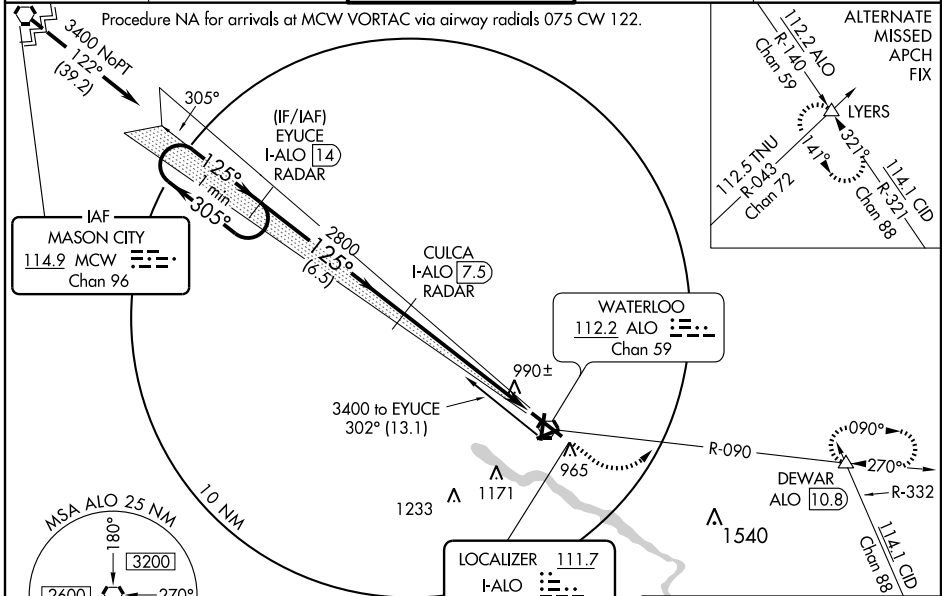 Procedure NA for arrivals at MCW VORTAC via airway radials 075 CW 122.
3400 NoPT
122°
(39.2)
305°
(IF/IAF)
EYUCE
I-ALO 14
RADAR
125°
1 min
305°
IAF
MASON CITY
114.9 MCW
Chan 96
2800
125°
(6.5)
CULCA
I-ALO 7.5
RADAR
WATERLOO
112.2 ALO
Chan 59
990±
3400 to EYUCE
302° (13.1)
965
1171
1233
10 NM
R-090
090°
270°
DEWAR
ALO 10.8
R-332
114.1 CID
Chan 88
1540
LOCALIZER 111.7
I-ALO
MSA ALO 25 NM
180°
3200
2600
270°
ALTERNATE
MISSED
APCH
FIX
112.2 ALO
R-140
Chan 59
LYERS
321°
141°
112.5 TNU
R-043
Chan 72
114.1 CID
R-321
Chan 88